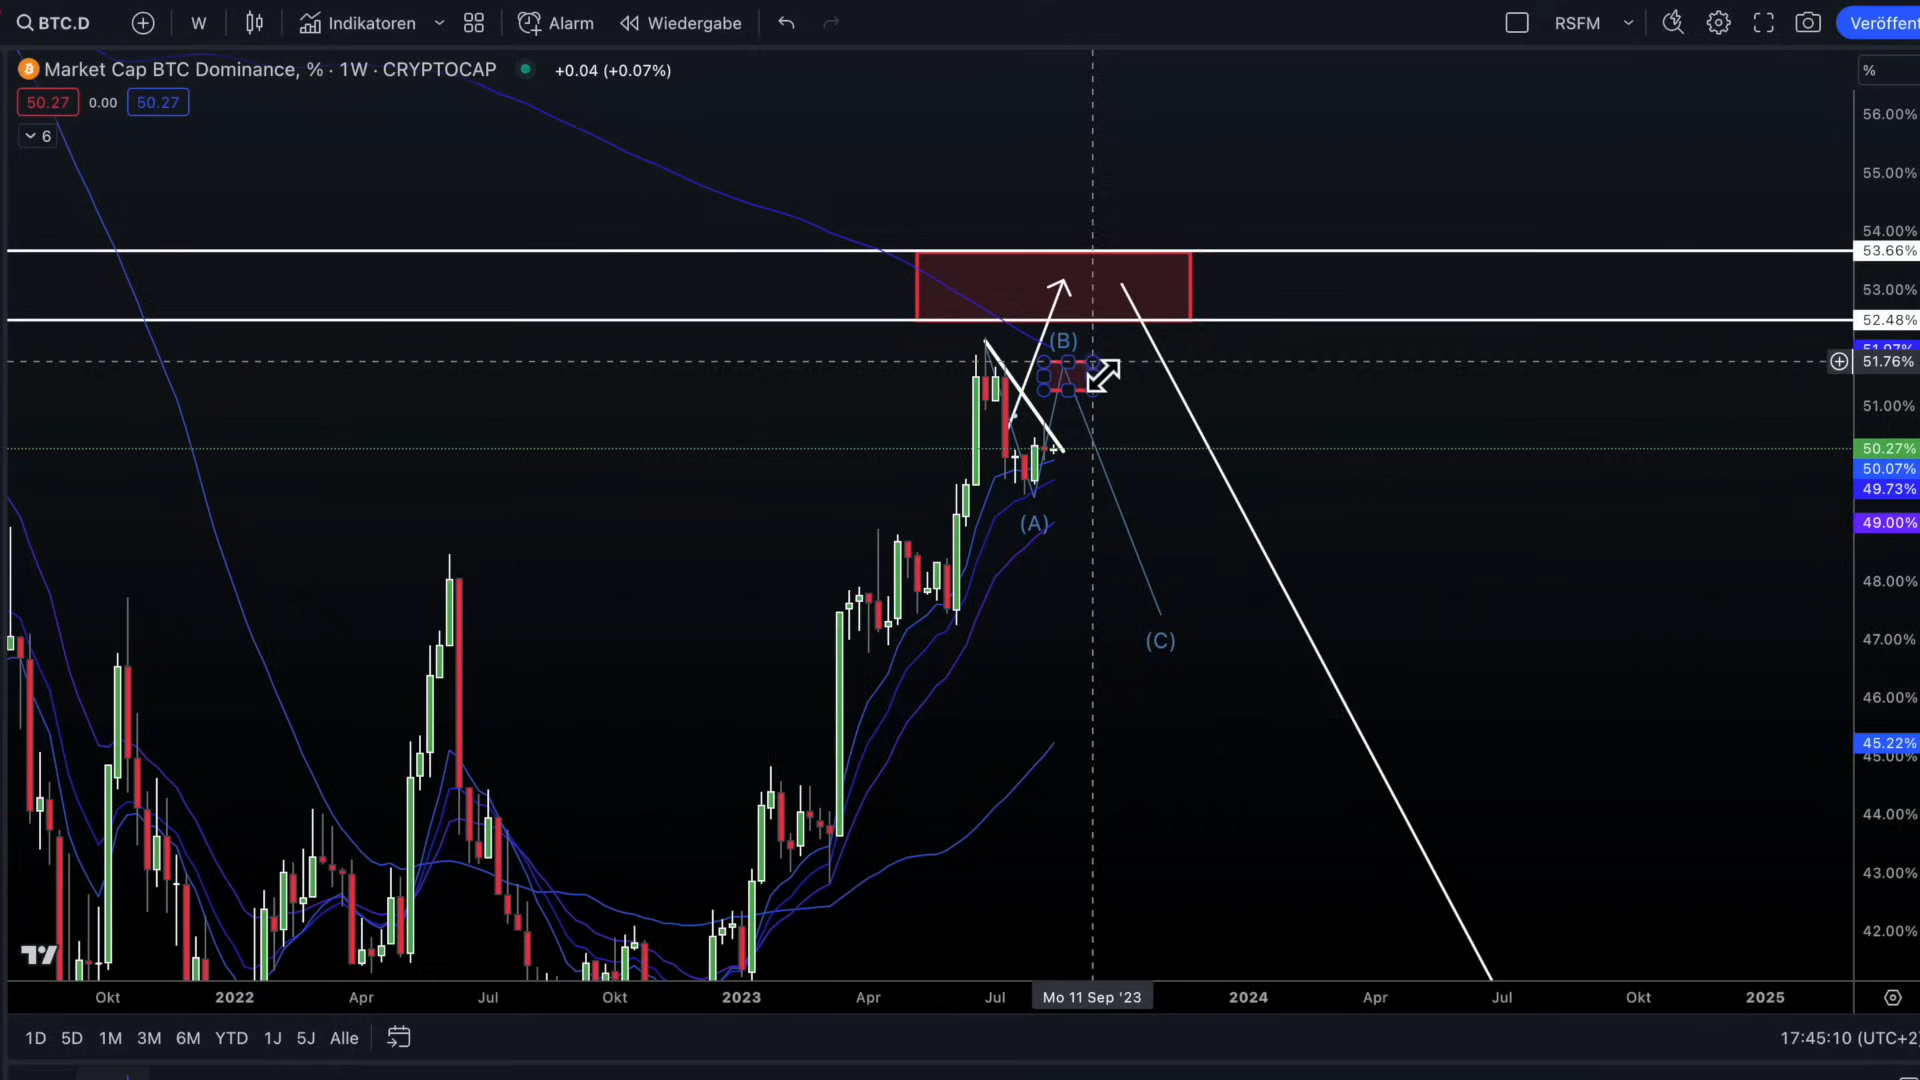 BTC.D W Indikatoren Alarm Wiedergabe RSFM
Market Cap BTC Dominance, % · 1W · CRYPTOCAP +0.04 (+0.07%)
50.27 0.00 50.27
6
%
56.00%
55.00%
54.00%
53.66%
53.00%
52.48%
(B)
51.76%
51.00%
50.27%
50.07%
49.73%
(A)
49.00%
48.00%
47.00%
(C)
46.00%
45.22%
45.00%
44.00%
43.00%
42.00%
Okt 2022 Apr Jul Okt 2023 Apr Jul Mo 11 Sep '23 2024 Apr Jul Okt 2025
1D 5D 1M 3M 6M YTD 1J 5J Alle 17:45:10 (UTC+2